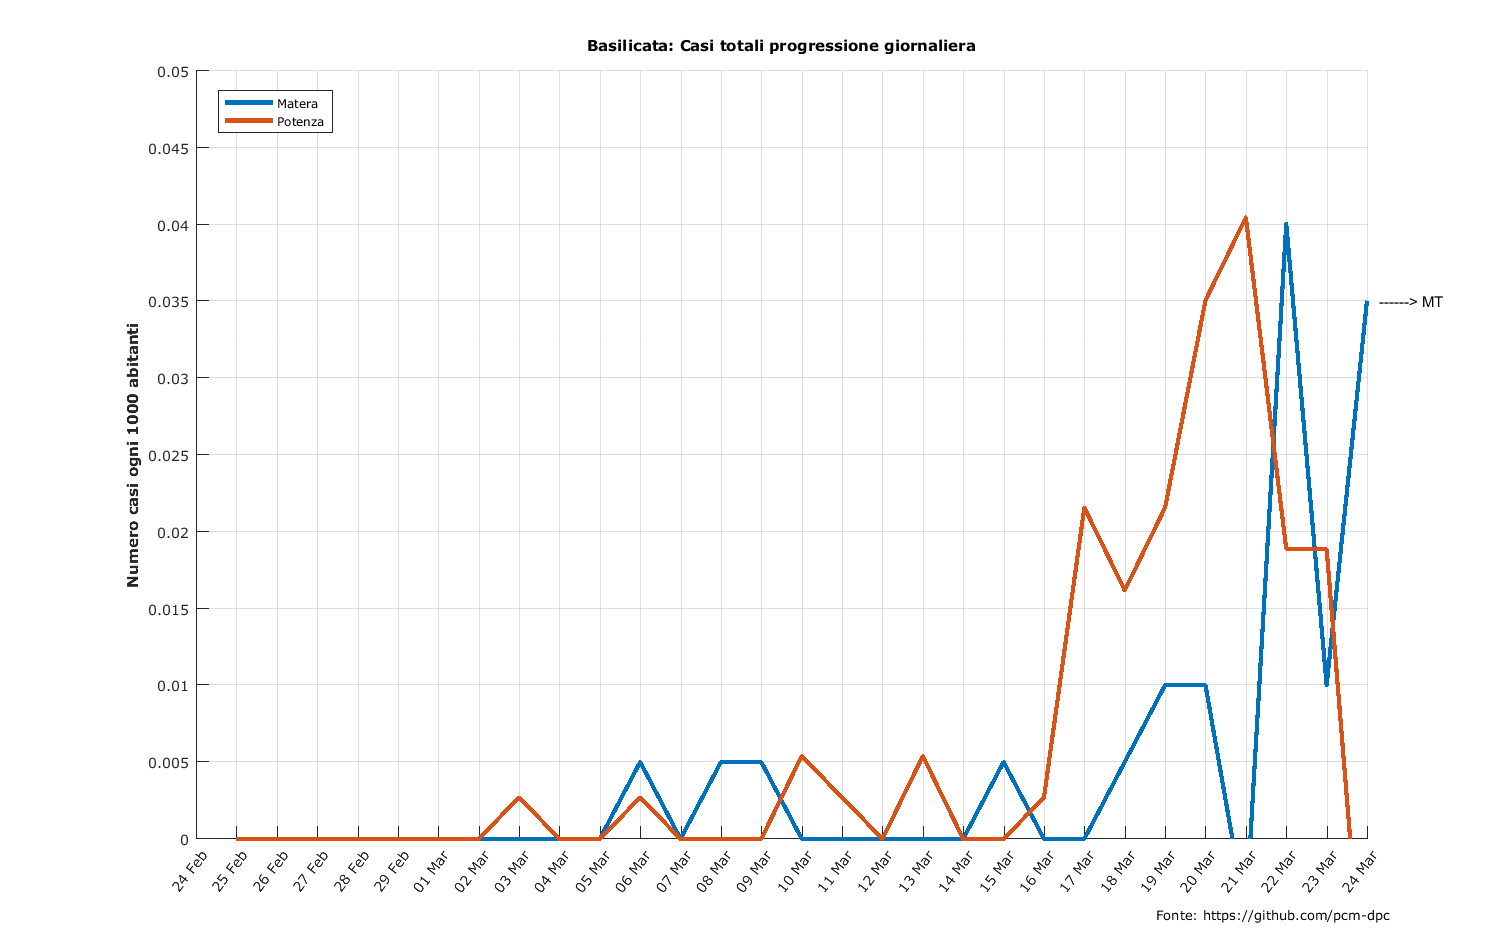 Basilicata: Casi totali progressione giornaliera
Matera
Potenza
Numero casi ogni 1000 abitanti
0.05
0.045
0.04
0.035
0.03
0.025
0.02
0.015
0.01
0.005
0
------> MT
24 Feb
25 Feb
26 Feb
27 Feb
28 Feb
29 Feb
01 Mar
02 Mar
03 Mar
04 Mar
05 Mar
06 Mar
07 Mar
08 Mar
09 Mar
10 Mar
11 Mar
12 Mar
13 Mar
14 Mar
15 Mar
16 Mar
17 Mar
18 Mar
19 Mar
20 Mar
21 Mar
22 Mar
23 Mar
24 Mar
Fonte: https://github.com/pcm-dpc